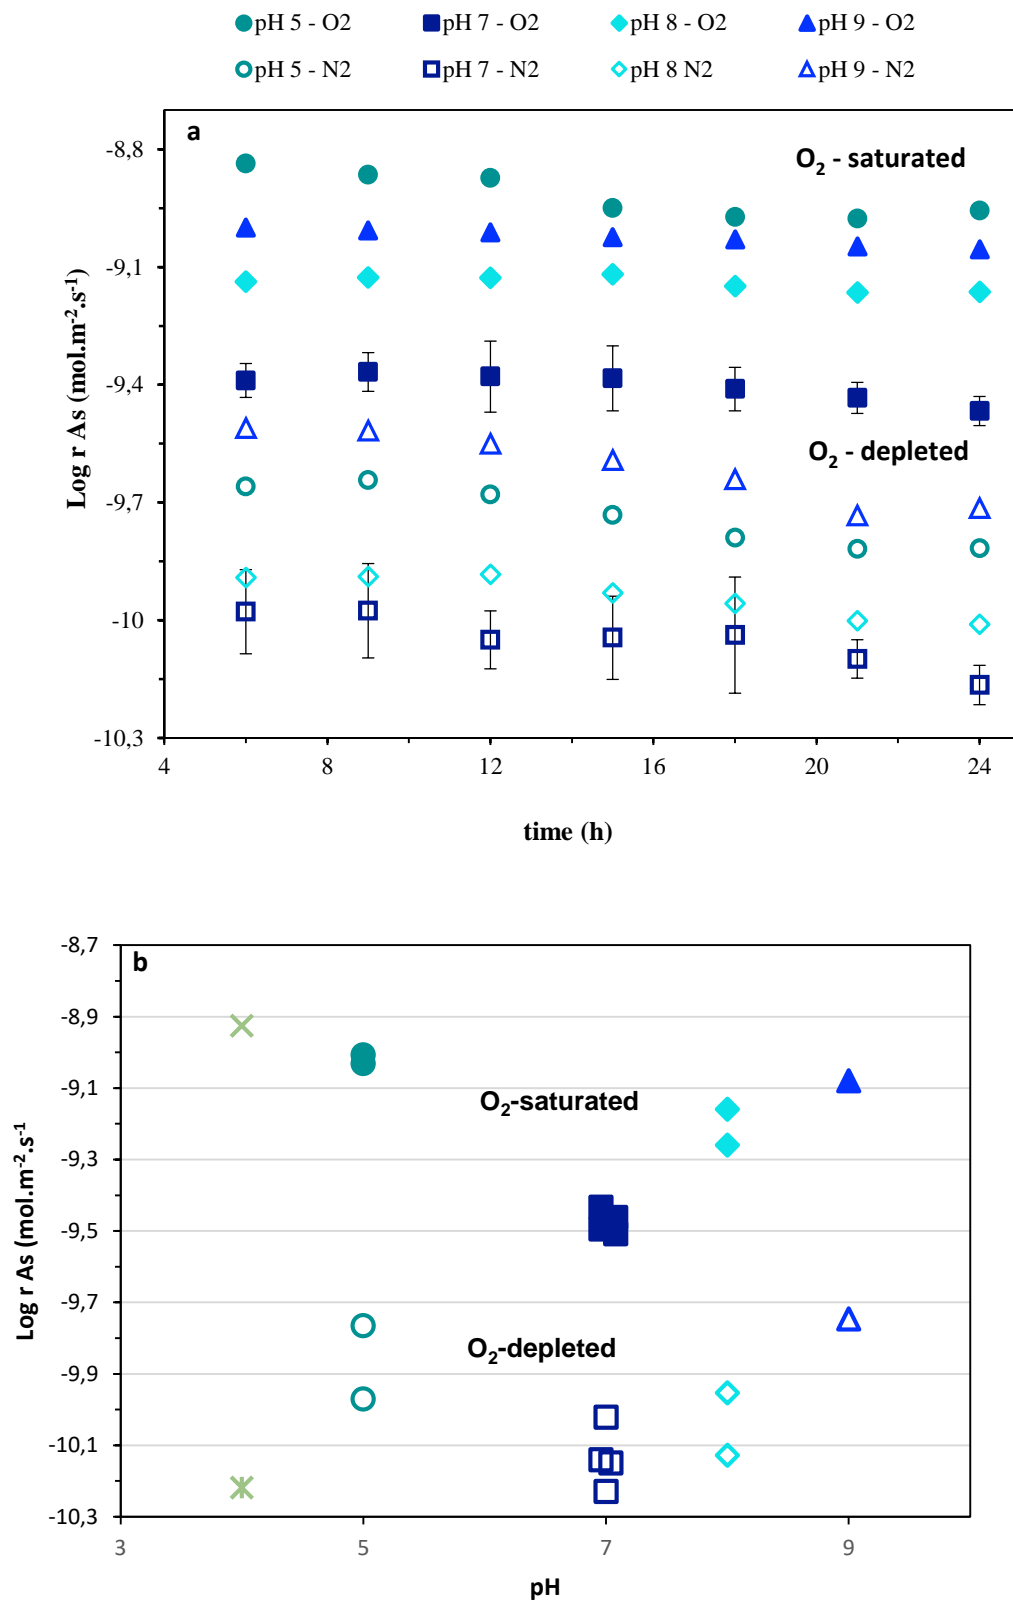 pH 5 - O2 pH 7 - O2 pH 8 - O2 pH 9 - O2
pH 5 - N2 pH 7 - N2 pH 8 N2 pH 9 - N2
a
O2 - saturated
O2 - depleted
Log r As (mol.m-2.s-1)
-8,8
-9,1
-9,4
-9,7
-10
-10,3
4 8 12 16 20 24
time (h)
b
O2-saturated
O2-depleted
Log r As (mol.m-2.s-1)
-8,7
-8,9
-9,1
-9,3
-9,5
-9,7
-9,9
-10,1
-10,3
3 5 7 9
pH